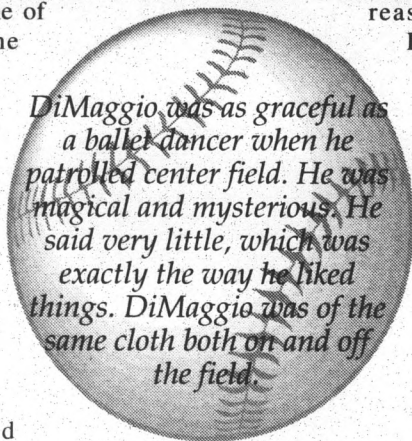 le of
ne
reas
DiMaggio was as graceful as
a ballet dancer when he
patrolled center field. He was
magical and mysterious. He
said very little, which was
exactly the way he liked
things. DiMaggio was of the
same cloth both on and off
the field.
d